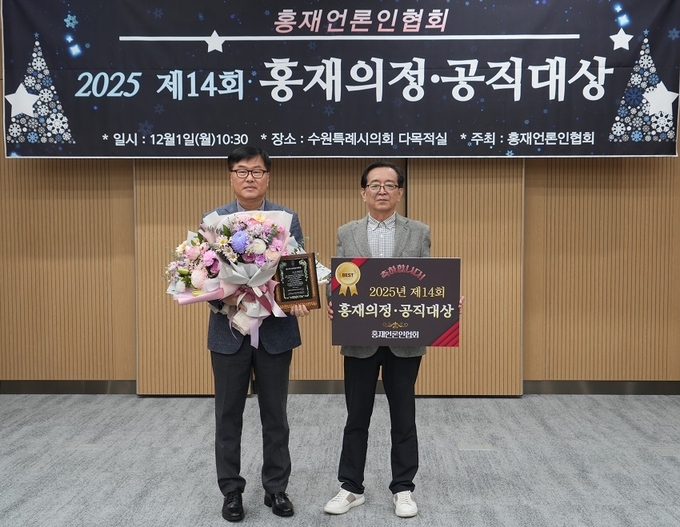 홍재언론인협회
2025 제14회 홍재의정·공직대상
* 일시 : 12월1일(월)10:30 * 장소 : 수원특례시의회 다목적실 * 주최 : 홍재언론인협회
BEST
축하합니다!
2025년 제14회
홍재의정·공직대상
홍재언론인협회